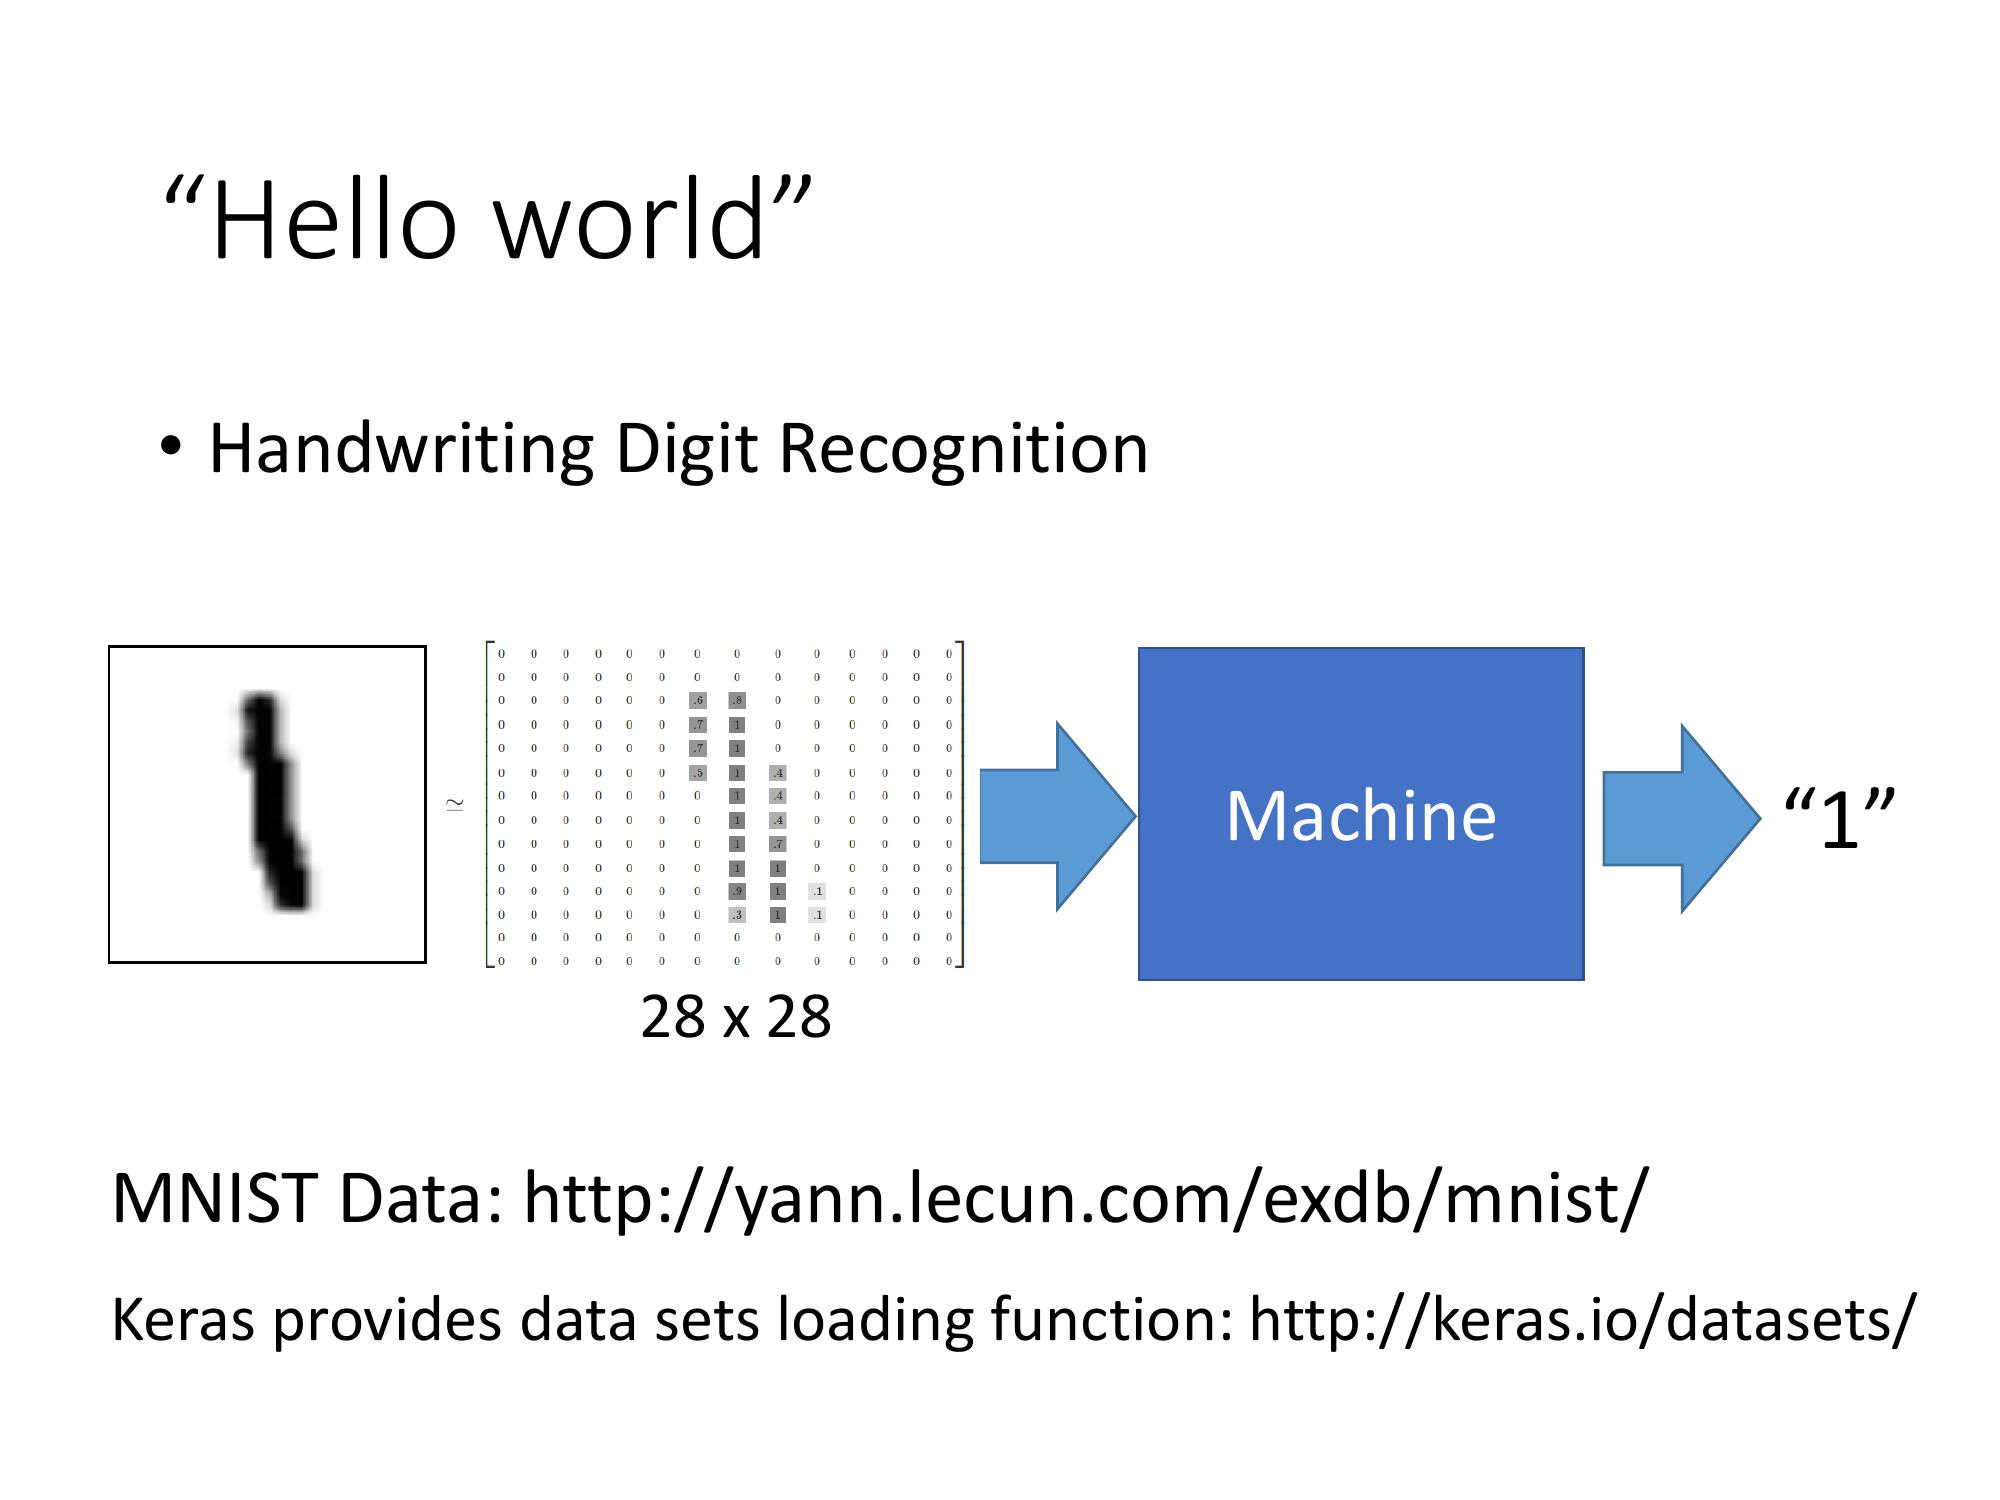 “Hello world”
• Handwriting Digit Recognition
≃
0 0 0 0 0 0 0 0 0 0 0 0 0 0
0 0 0 0 0 0 0 0 0 0 0 0 0 0
0 0 0 0 0 0 .6 .8 0 0 0 0 0 0
0 0 0 0 0 0 .7 1 0 0 0 0 0 0
0 0 0 0 0 0 .7 1 0 0 0 0 0 0
0 0 0 0 0 0 .5 1 .4 0 0 0 0 0
0 0 0 0 0 0 0 1 .4 0 0 0 0 0
0 0 0 0 0 0 0 1 .4 0 0 0 0 0
0 0 0 0 0 0 0 1 .7 0 0 0 0 0
0 0 0 0 0 0 0 1 1 0 0 0 0 0
0 0 0 0 0 0 0 .9 1 .1 0 0 0 0
0 0 0 0 0 0 0 .3 1 .1 0 0 0 0
0 0 0 0 0 0 0 0 0 0 0 0 0 0
0 0 0 0 0 0 0 0 0 0 0 0 0 0
28 x 28
Machine
“1”
MNIST Data: http://yann.lecun.com/exdb/mnist/
Keras provides data sets loading function: http://keras.io/datasets/